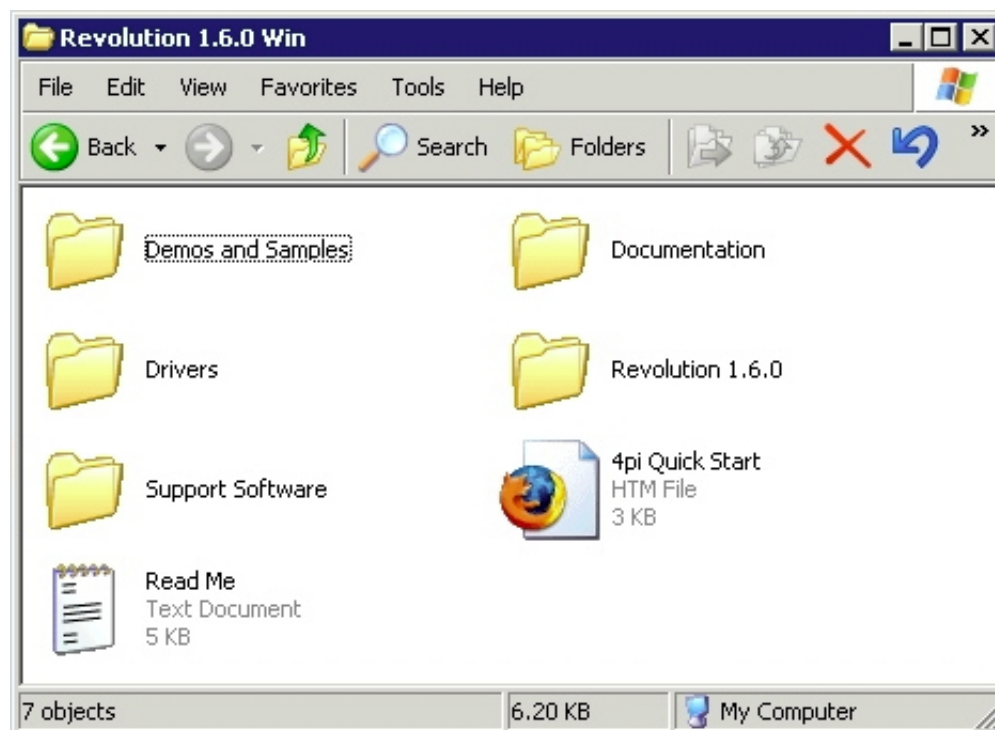 Revolution 1.6.0 Win
File Edit View Favorites Tools Help
Back Search Folders »
Demos and Samples
Documentation
Drivers
Revolution 1.6.0
Support Software
4pi Quick Start
HTM File
3 KB
Read Me
Text Document
5 KB
7 objects
6.20 KB
My Computer